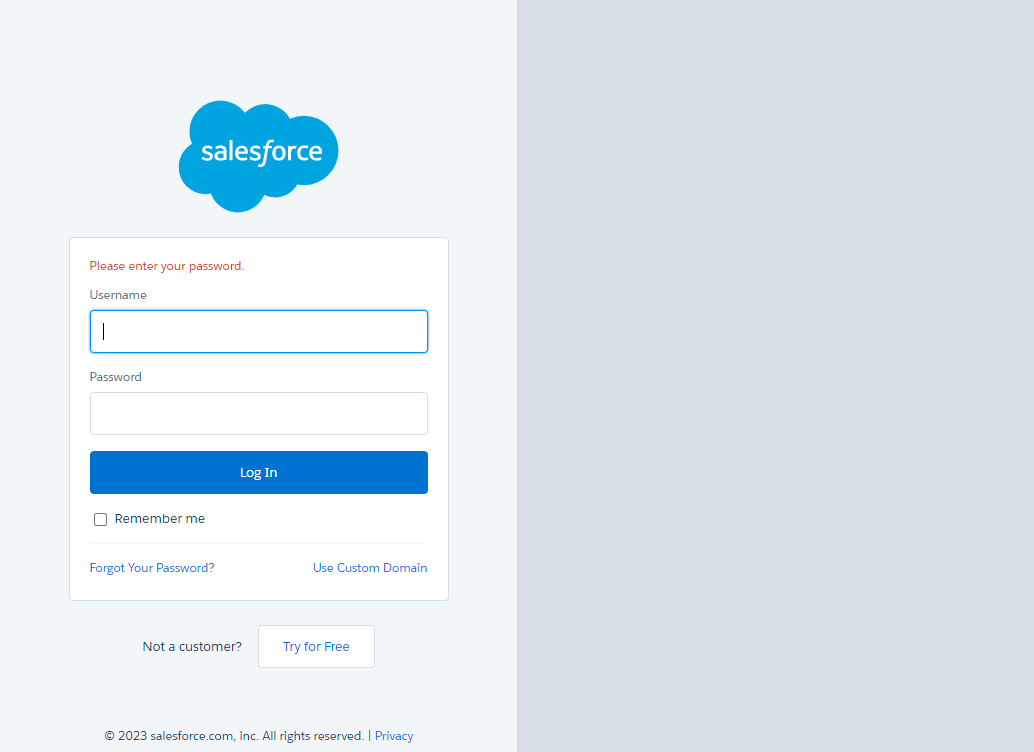 salesforce
Please enter your password.
Username
Password
Log In
Remember me
Forgot Your Password? Use Custom Domain
Not a customer? Try for Free
© 2023 salesforce.com, inc. All rights reserved. | Privacy